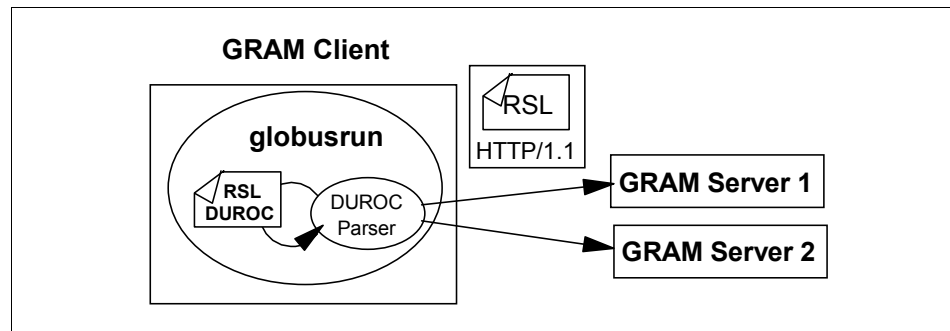 GRAM Client
RSL
HTTP/1.1
globusrun
RSL
DUROC
DUROC
Parser
GRAM Server 1
GRAM Server 2